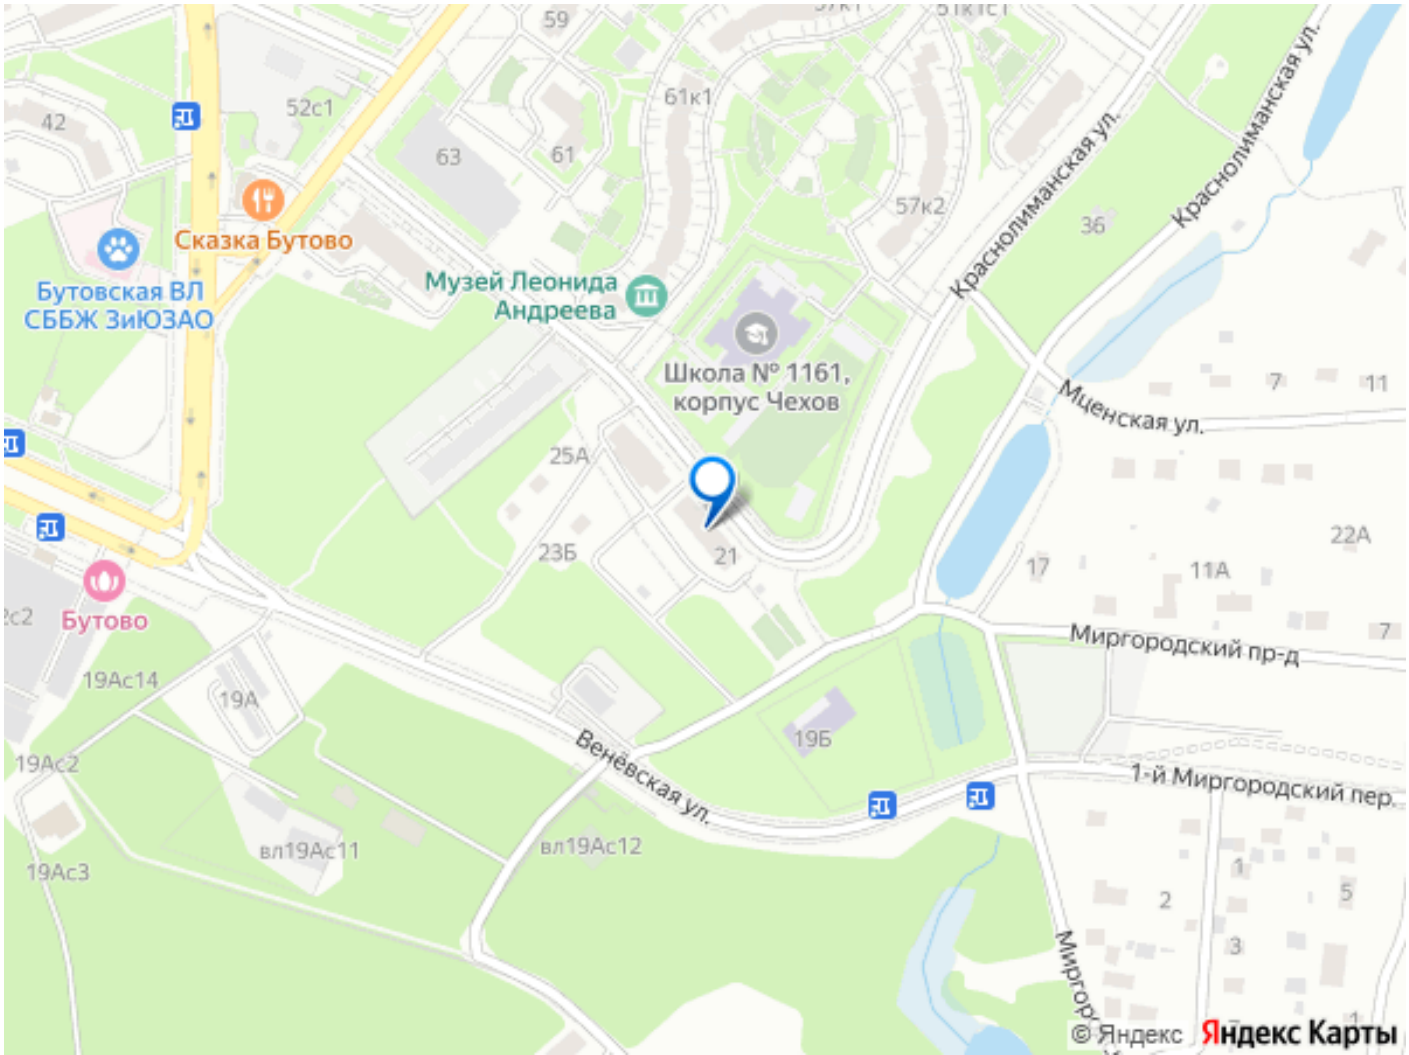 59
57к1
51к1с1
52с1
61к1
42
63
61
57к2
36
Сказка Бутово
Бутовская ВЛ
СББЖ ЗиЮЗАО
Музей Леонида
Андреева
Школа № 1161,
корпус Чехов
Краснолиманская ул.
Краснолиманская ул.
Мценская ул.
7
11
25А
23Б
21
17
11А
22А
7
Бутово
19Ас14
19А
19Ас2
19Ас3
вл19Ас11
вл19Ас12
19Б
Венёвская ул.
Миргородский пр-д
1-й Миргородский пер.
2
1
3
5
1
© Яндекс Яндекс Карты